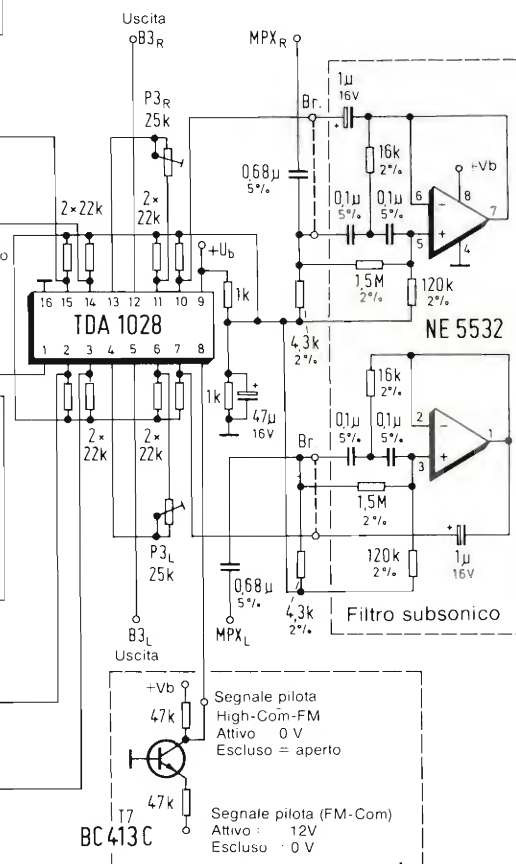 Uscita
B3R
MPXR
P3R
25k
Br.
1µ
16V
16k
2%
+Vb
0,68µ
5%
0,1µ
5%
0,1µ
5%
6
8
7
5
4
−
+
2×22k
2×
22k
+Ub
1k
1,5M
2%
120k
2%
16 15 14 13 12 11 10 9
TDA 1028
1 2 3 4 5 6 7 8
4,3k
2%
NE 5532
1k
47µ
16V
2×
22k
2×
22k
Br
16k
2%
0,1µ
5%
0,1µ
5%
2
1
3
−
+
1,5M
2%
P3L
25k
0,68µ
5%
120k
2%
1µ
16V
4,3k
2%
B3L
Uscita
MPXL
Filtro subsonico
+Vb
47k
Segnale pilota
High-Com-FM
Attivo 0 V
Escluso = aperto
47k
T7
BC 413 C
Segnale pilota (FM-Com)
Attivo : 12V
Escluso : 0 V